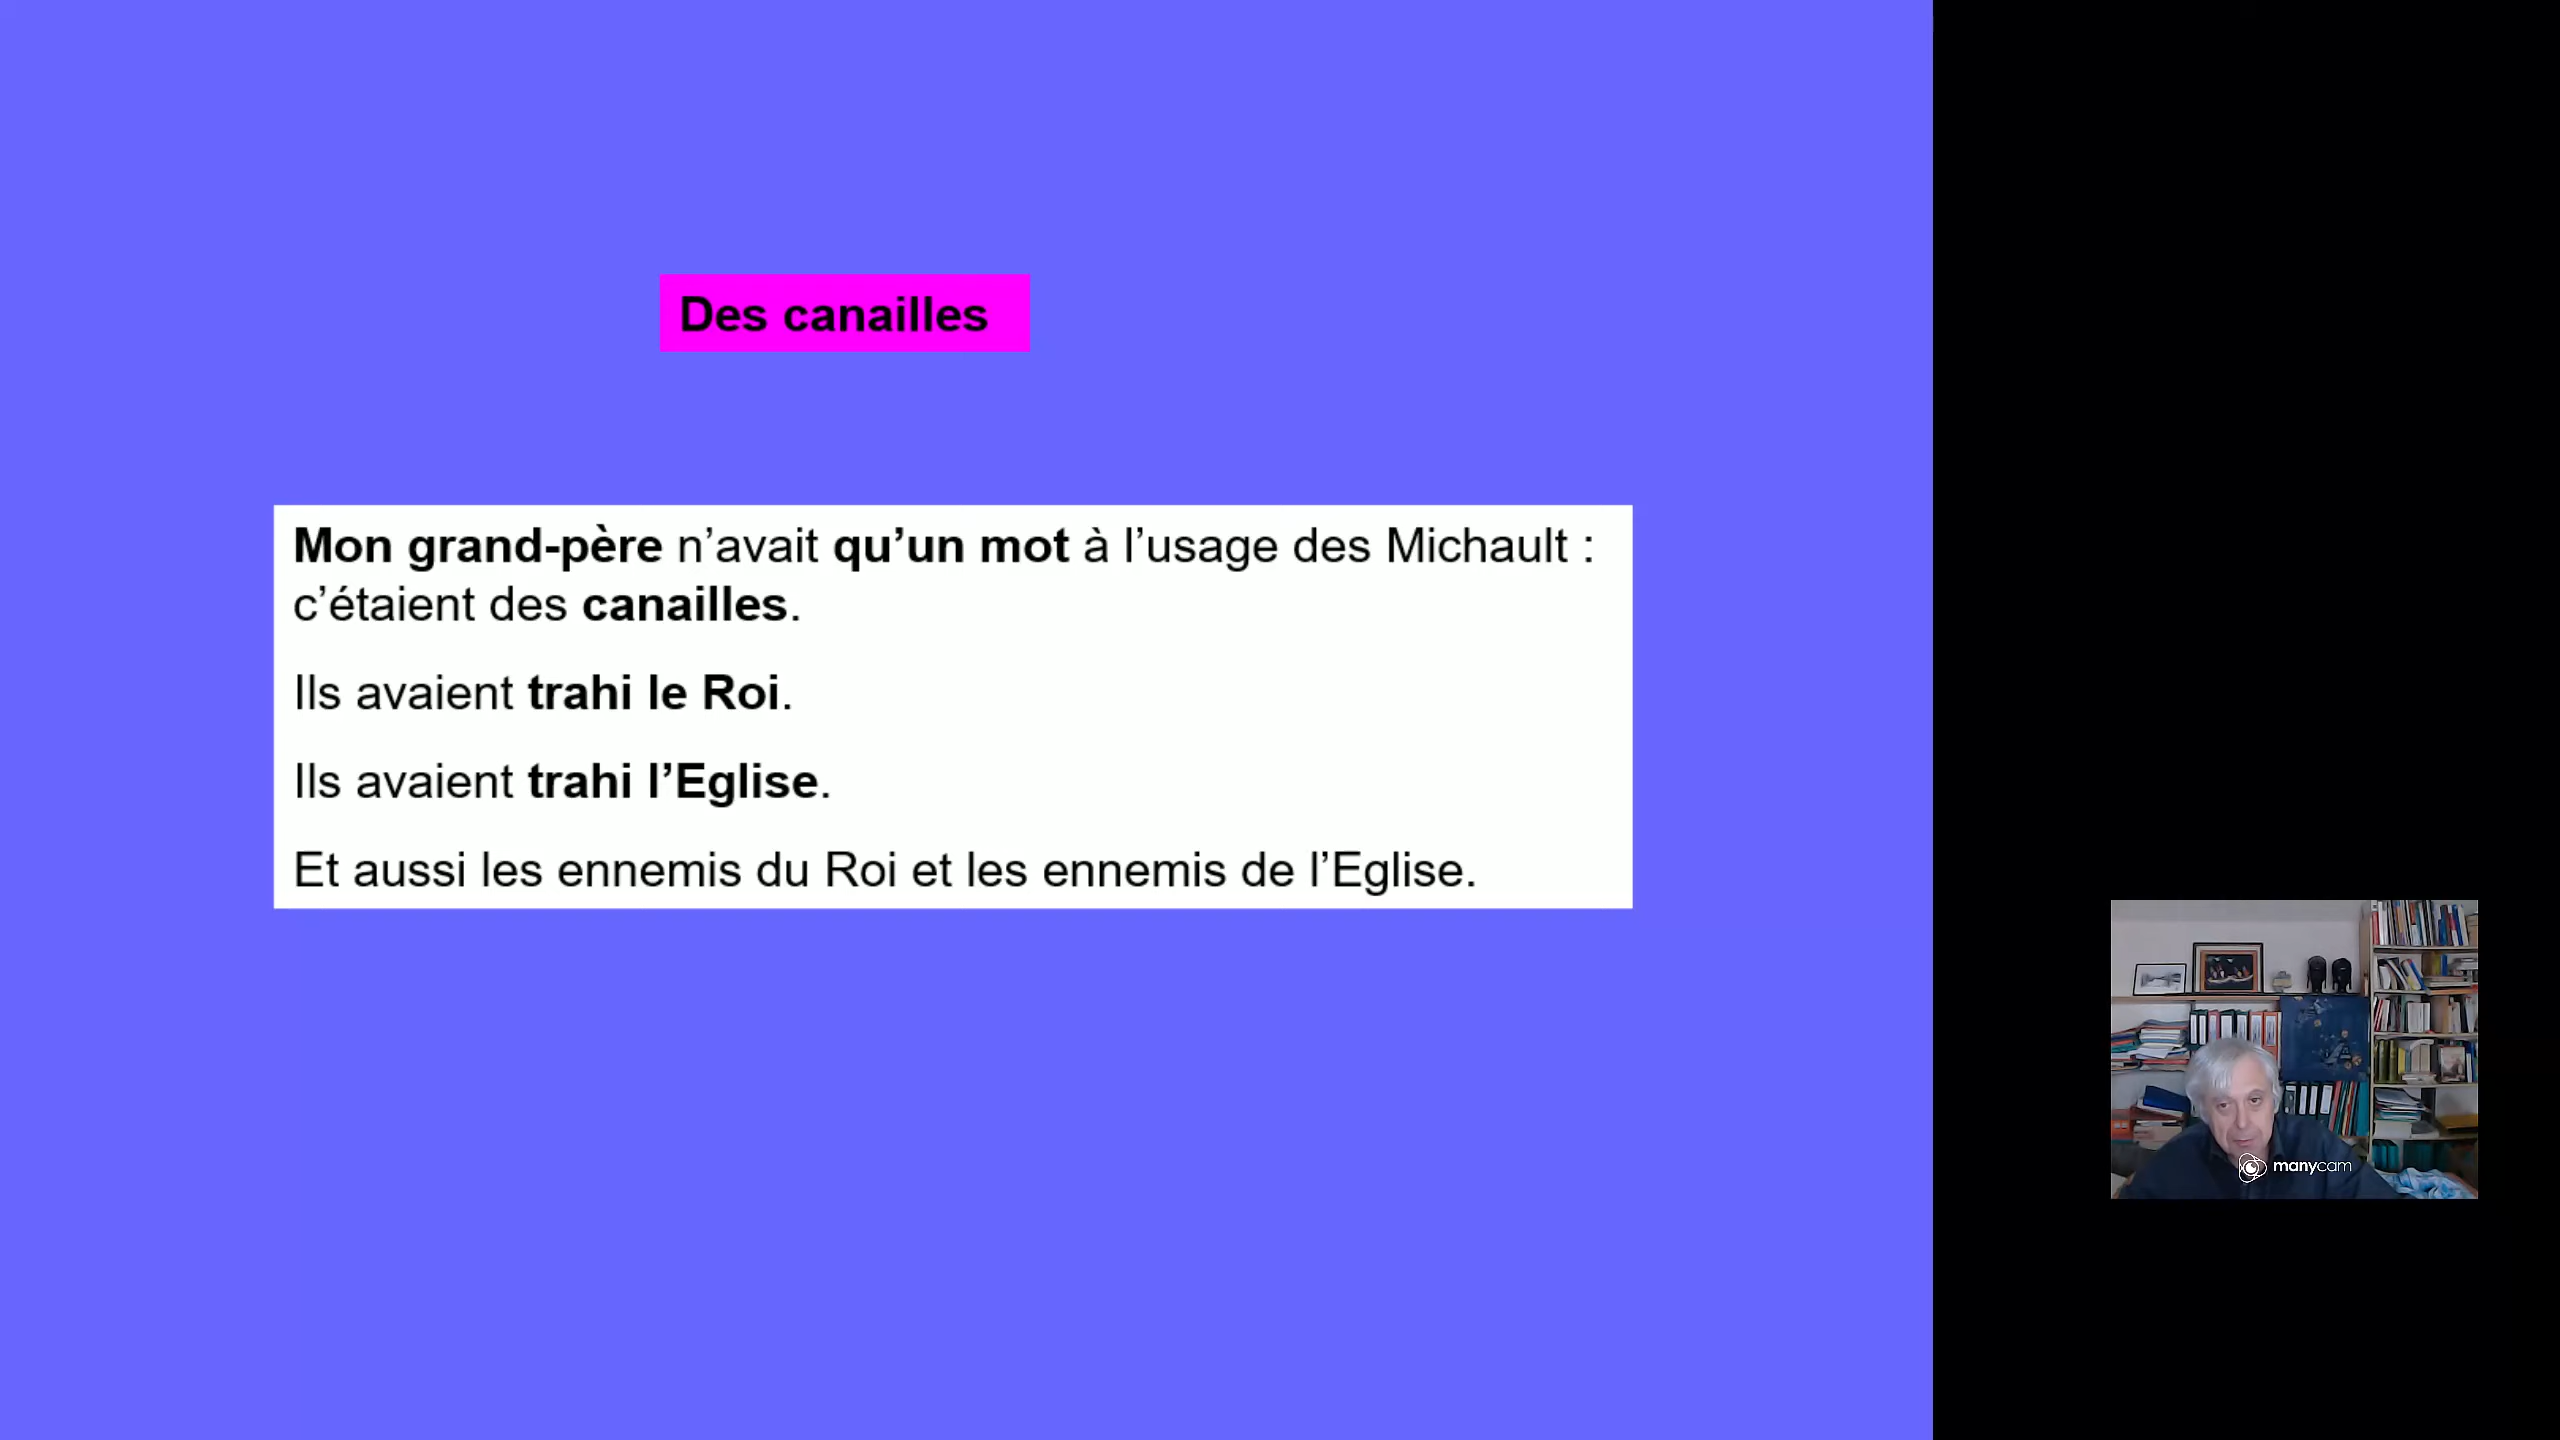 Des canailles
Mon grand-père n’avait qu’un mot à l’usage des Michault :
c’étaient des canailles.
Ils avaient trahi le Roi.
Ils avaient trahi l’Eglise.
Et aussi les ennemis du Roi et les ennemis de l’Eglise.
manycam